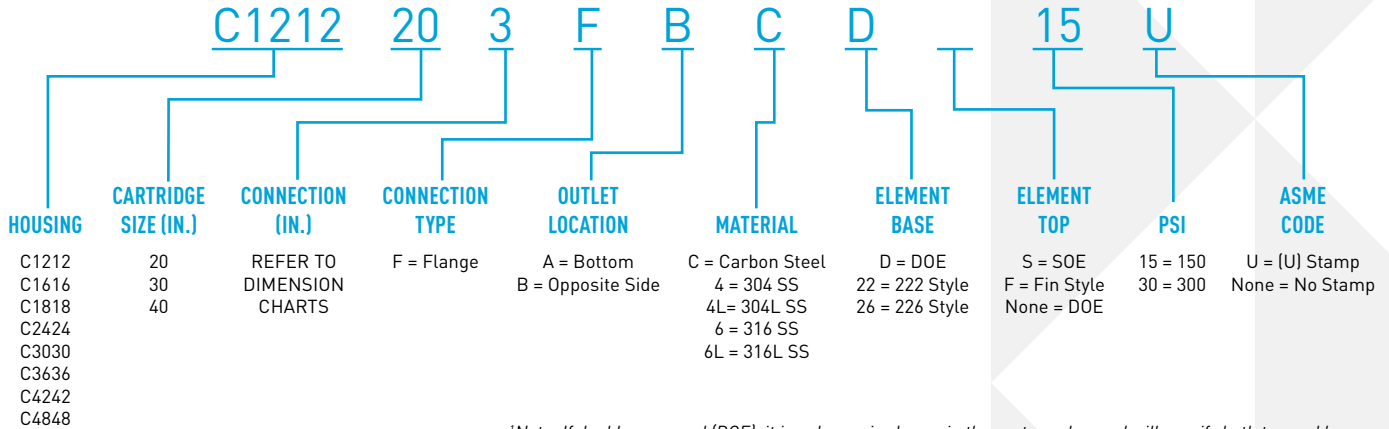 C1212 20 3 F B C D 15 U
HOUSING
C1212
C1616
C1818
C2424
C3030
C3636
C4242
C4848
CARTRIDGE
SIZE (IN.)
20
30
40
CONNECTION
(IN.)
REFER TO
DIMENSION
CHARTS
CONNECTION
TYPE
F = Flange
OUTLET
LOCATION
A = Bottom
B = Opposite Side
MATERIAL
C = Carbon Steel
4 = 304 SS
4L= 304L SS
6 = 316 SS
6L = 316L SS
ELEMENT
BASE
D = DOE
22 = 222 Style
26 = 226 Style
ELEMENT
TOP
S = SOE
F = Fin Style
None = DOE
PSI
15 = 150
30 = 300
ASME
CODE
U = (U) Stamp
None = No Stamp